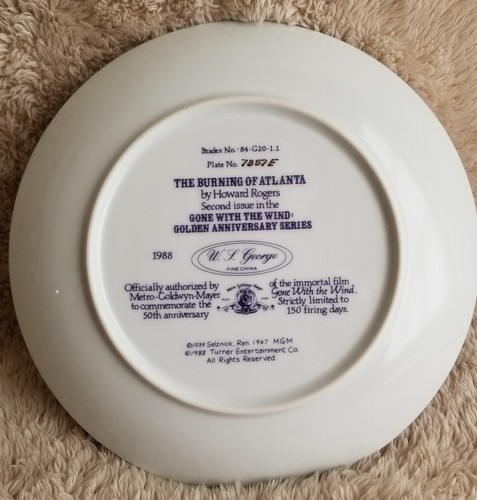 Bradex No. 84-G20-1.2
Plate No. 7357E
THE BURNING OF ATLANTA
by Howard Rogers
Second issue in the
GONE WITH THE WIND:
GOLDEN ANNIVERSARY SERIES
1988
W. S. George
FINE CHINA
Officially authorized by
Metro-Goldwyn-Mayer
to commemorate the
50th anniversary
of the immortal film
Gone With the Wind.
Strictly limited to
150 firing days.
©1939 Selznick, Ren. 1967 MGM
©1988 Turner Entertainment Co.
All Rights Reserved.